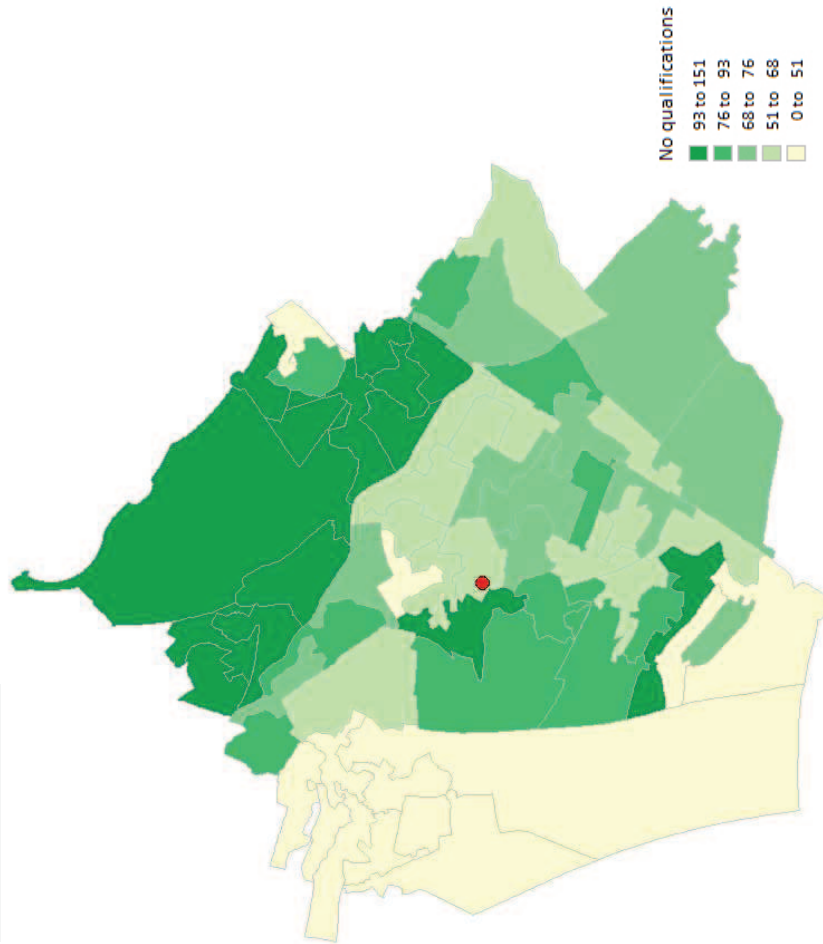 No qualifications
93 to 151
76 to 93
68 to 76
51 to 68
0 to 51